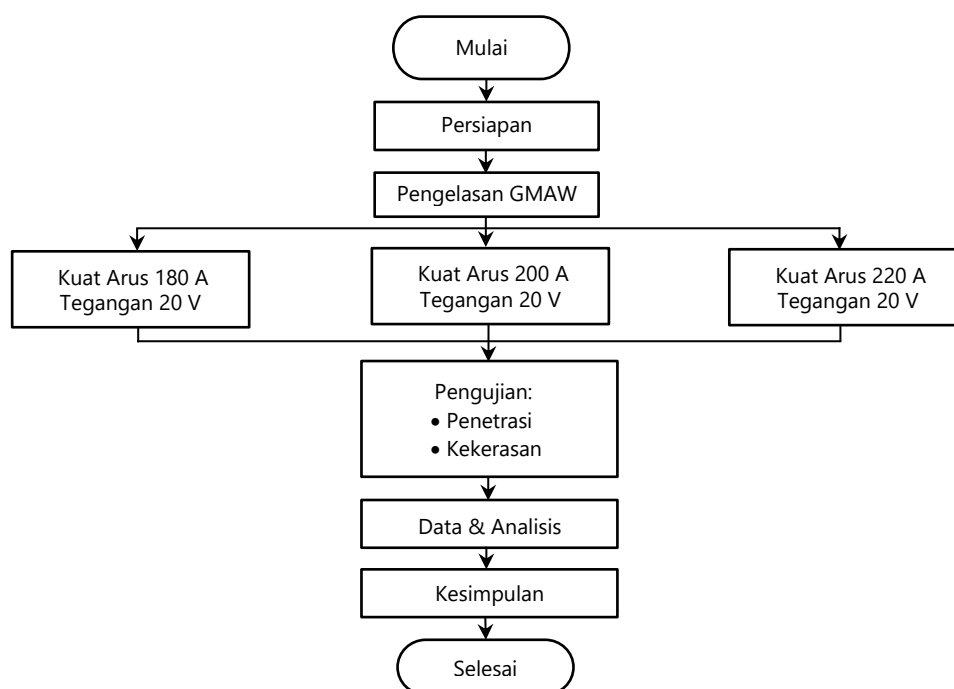 Mulai
Persiapan
Pengelasan GMAW
Kuat Arus 180 A
Tegangan 20 V
Kuat Arus 200 A
Tegangan 20 V
Kuat Arus 220 A
Tegangan 20 V
Pengujian:
• Penetrasi
• Kekerasan
Data & Analisis
Kesimpulan
Selesai